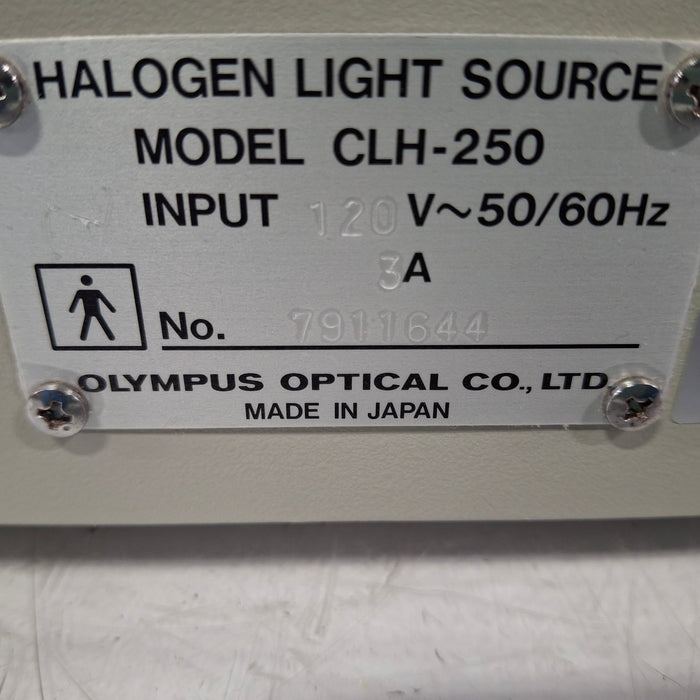 HALOGEN LIGHT SOURCE
MODEL CLH-250
INPUT 120 V~50/60Hz
3A
No. 7911644
OLYMPUS OPTICAL CO., LTD.
MADE IN JAPAN